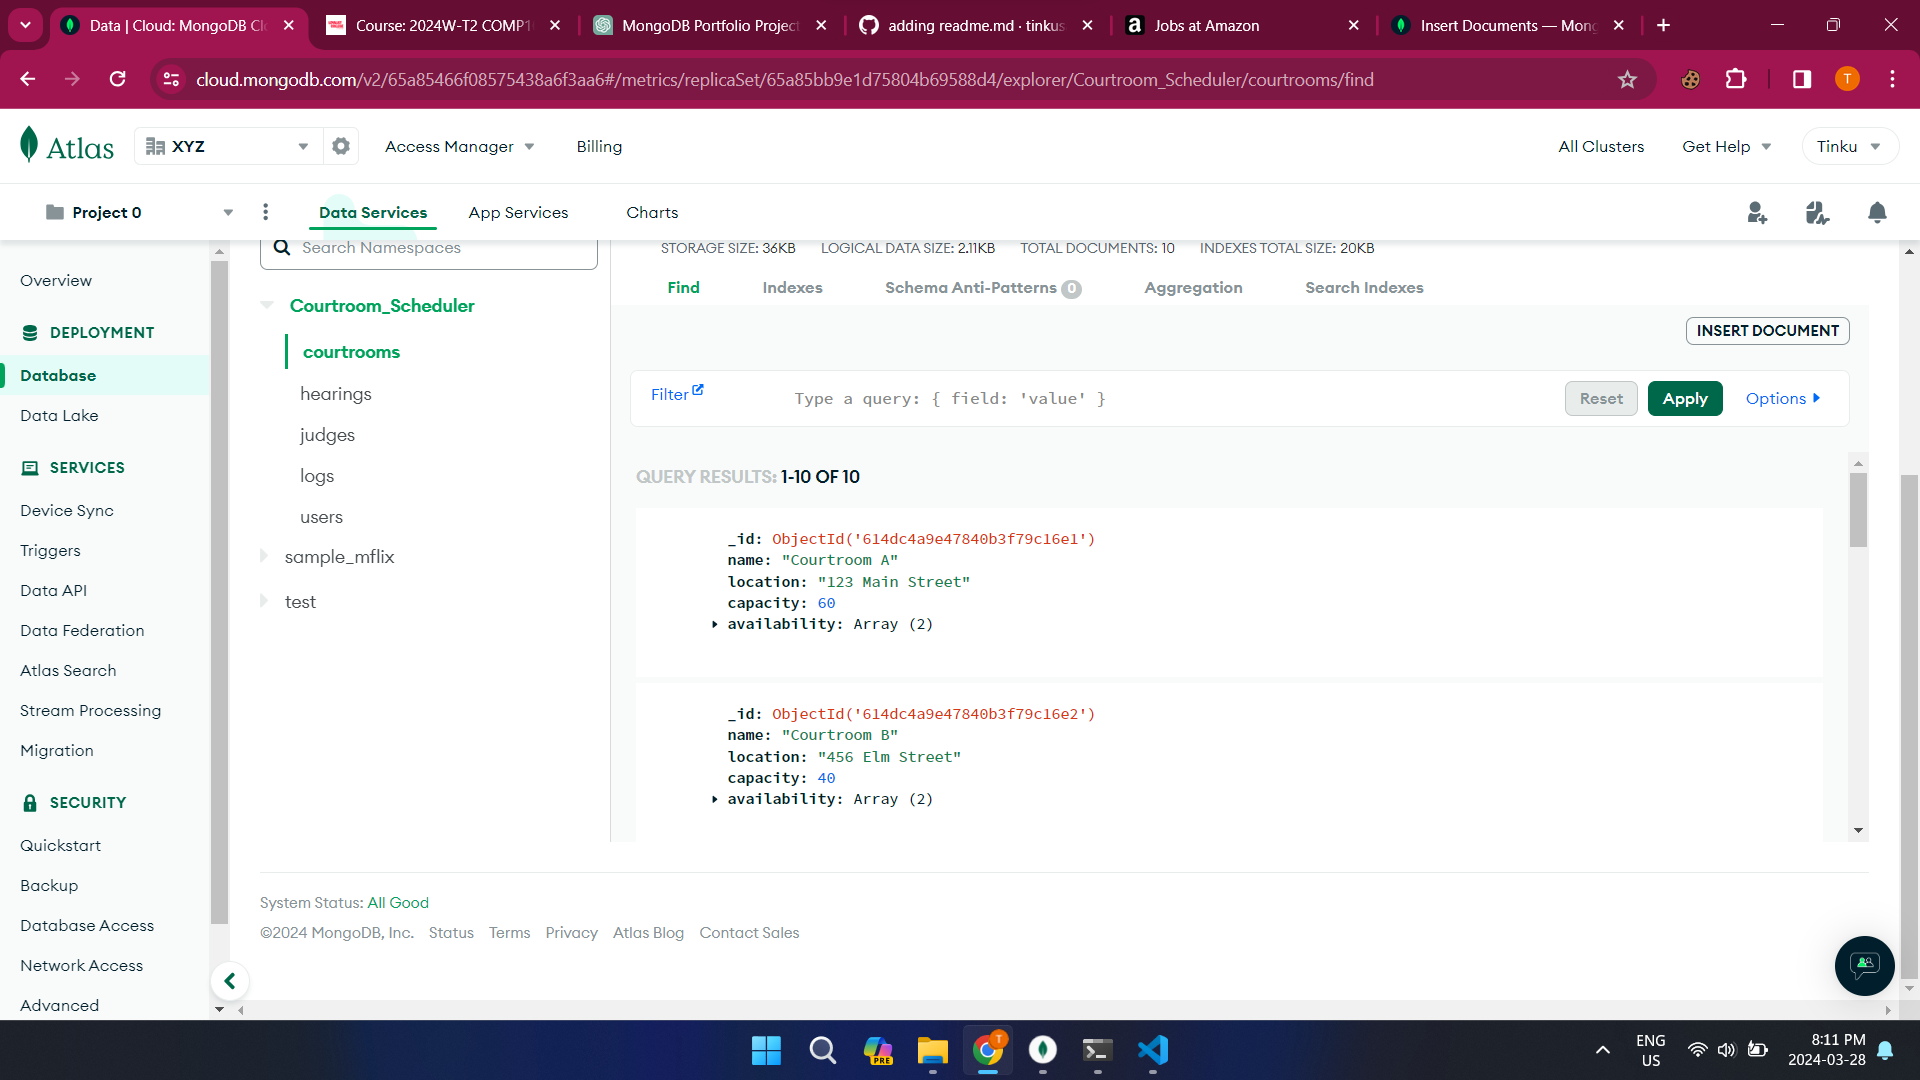 Data | Cloud: MongoDB Clo
Course: 2024W-T2 COMP10
MongoDB Portfolio Project
adding readme.md · tinkus
Jobs at Amazon
Insert Documents — Mong
cloud.mongodb.com/v2/65a85466f08575438a6f3aa6#/metrics/replicaSet/65a85bb9e1d75804b69588d4/explorer/Courtroom_Scheduler/courtrooms/find
T
Atlas
XYZ
Access Manager
Billing
All Clusters
Get Help
Tinku
Project 0
Data Services
App Services
Charts
Overview
DEPLOYMENT
Database
Data Lake
SERVICES
Device Sync
Triggers
Data API
Data Federation
Atlas Search
Stream Processing
Migration
SECURITY
Quickstart
Backup
Database Access
Network Access
Advanced
Search Namespaces
Courtroom_Scheduler
courtrooms
hearings
judges
logs
users
sample_mflix
test
STORAGE SIZE: 36KB LOGICAL DATA SIZE: 2.11KB TOTAL DOCUMENTS: 10 INDEXES TOTAL SIZE: 20KB
Find Indexes Schema Anti-Patterns 0 Aggregation Search Indexes
INSERT DOCUMENT
Filter
Type a query: { field: 'value' }
Reset
Apply
Options
QUERY RESULTS: 1-10 OF 10
_id: ObjectId('614dc4a9e47840b3f79c16e1')
name: "Courtroom A"
location: "123 Main Street"
capacity: 60
availability: Array (2)
_id: ObjectId('614dc4a9e47840b3f79c16e2')
name: "Courtroom B"
location: "456 Elm Street"
capacity: 40
availability: Array (2)
System Status: All Good
©2024 MongoDB, Inc. Status Terms Privacy Atlas Blog Contact Sales
PRE
T
ENG
US
8:11 PM
2024-03-28